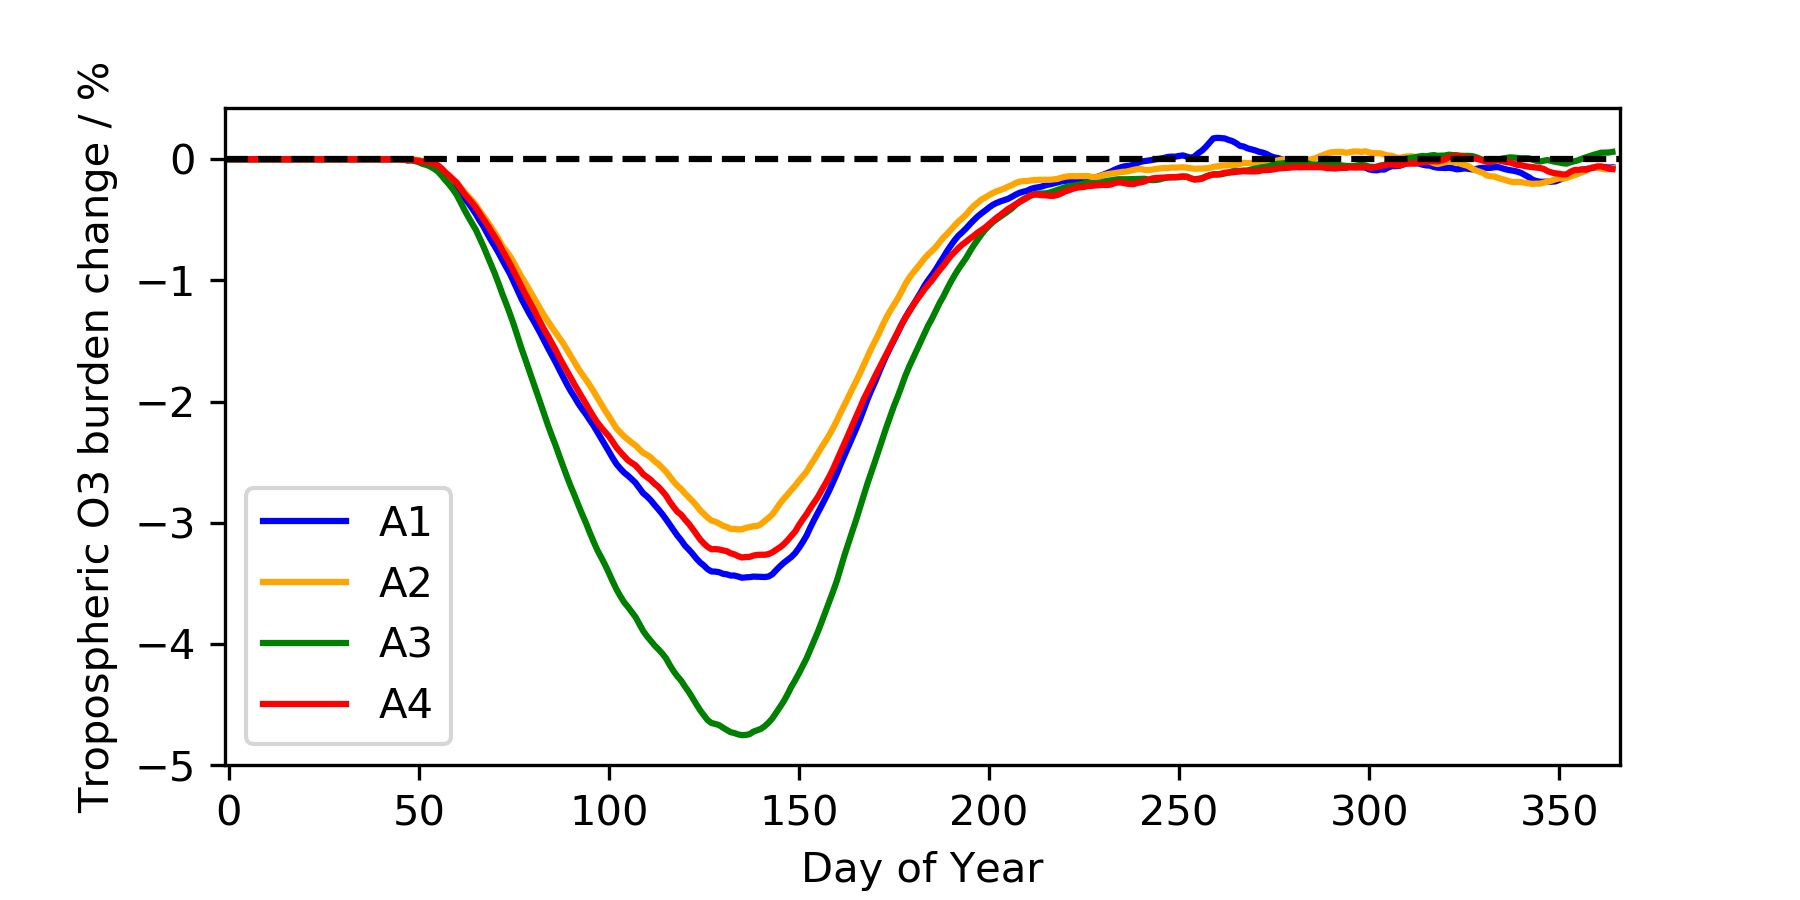 Tropospheric O3 burden change / %
0
−1
−2
−3
−4
−5
A1
A2
A3
A4
0 50 100 150 200 250 300 350
Day of Year